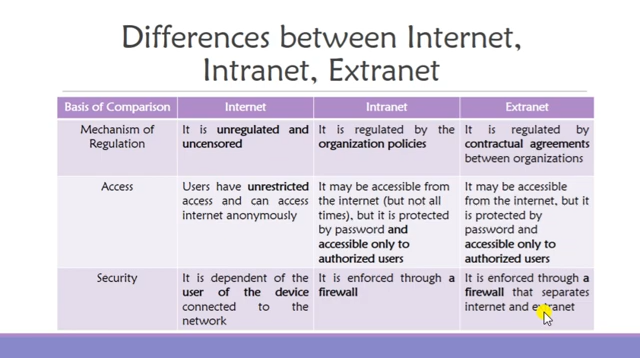 Differences between Internet,
Intranet, Extranet
Basis of Comparison
Internet
Intranet
Extranet
Mechanism of
Regulation
It is unregulated and
uncensored
It is regulated by the
organization policies
It is regulated by
contractual agreements
between organizations
Access
Users have unrestricted
access and can access
internet anonymously
It may be accessible from
the internet (but not all
times), but it is protected
by password and
accessible only to
authorized users
It may be accessible
from the internet, but it
is protected by
password and
accessible only to
authorized users
Security
It is dependent of the
user of the device
connected to the
network
It is enforced through a
firewall
It is enforced through a
firewall that separates
internet and extranet